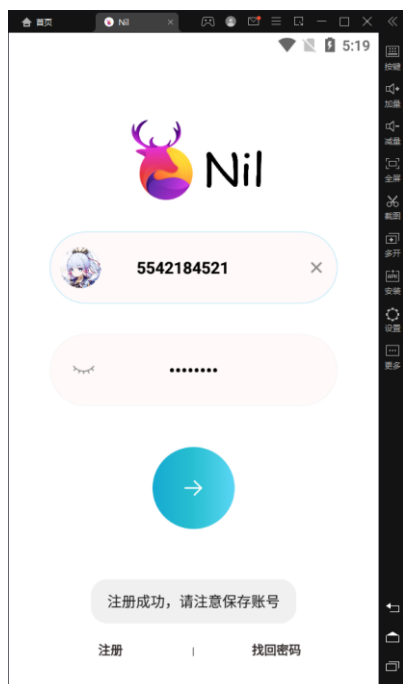 首页
Nil
5:19
按键
加量
减量
全屏
截图
多开
安装
设置
更多
Nil
5542184521
••••••••
注册成功，请注意保存账号
注册 | 找回密码